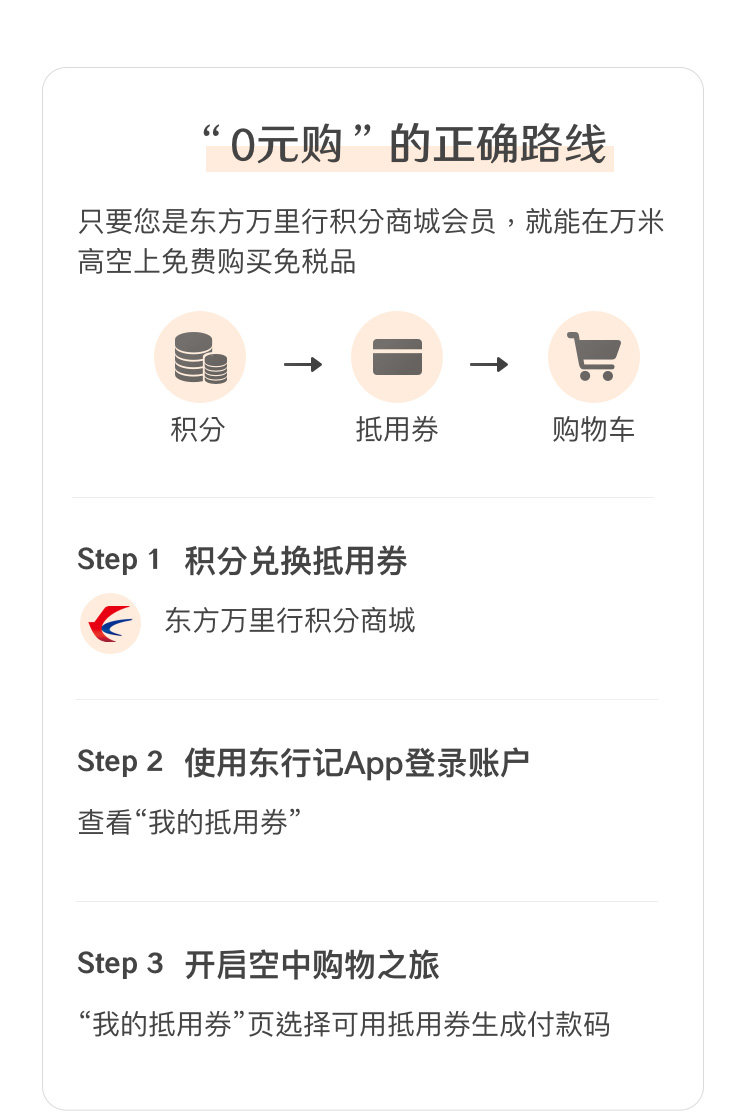 “0元购”的正确路线
只要您是东方万里行积分商城会员，就能在万米
高空上免费购买免税品
积分
抵用券
购物车
Step 1 积分兑换抵用券
东方万里行积分商城
Step 2 使用东行记App登录账户
查看“我的抵用券”
Step 3 开启空中购物之旅
“我的抵用券”页选择可用抵用券生成付款码